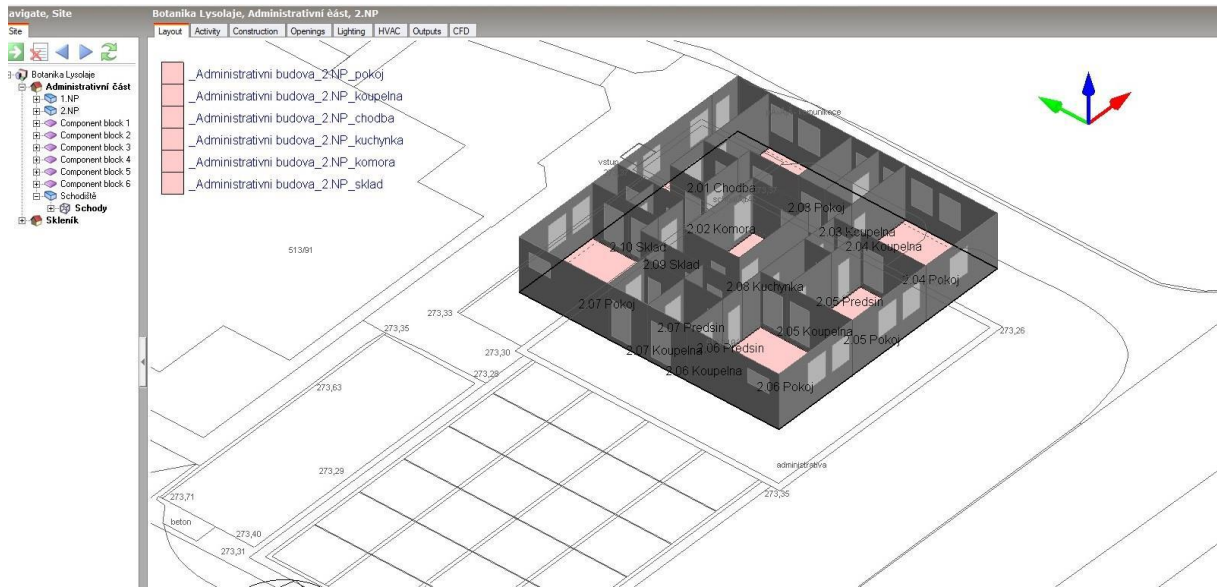 avigate, Site
Botanika Lysolaje, Administrativní èást, 2.NP
Site
Layout Activity Construction Openings Lighting HVAC Outputs CFD
Botanika Lysolaje
Administrativní část
1.NP
2.NP
Component block 1
Component block 2
Component block 3
Component block 4
Component block 5
Component block 6
Schodiště
Schody
Skleník
_Administrativni budova_2.NP_pokoj
_Administrativni budova_2.NP_koupelna
_Administrativni budova_2.NP_chodba
_Administrativni budova_2.NP_kuchynka
_Administrativni budova_2.NP_komora
_Administrativni budova_2.NP_sklad
vstup
2.01 Chodba
2.03 Pokoj
2.02 Komora
2.03 Koupelna
2.04 Koupelna
2.10 Sklad
2.09 Sklad
2.04 Pokoj
2.08 Kuchynka
2.05 Predsin
2.07 Pokoj
2.07 Predsin
2.05 Koupelna
2.05 Pokoj
2.07 Koupelna
2.06 Predsin
2.06 Koupelna
2.06 Pokoj
513/91
273,33
273,35
273,26
273,30
273,28
273,63
administrativa
273,29
273,35
273,71
beton
273,40
273,31